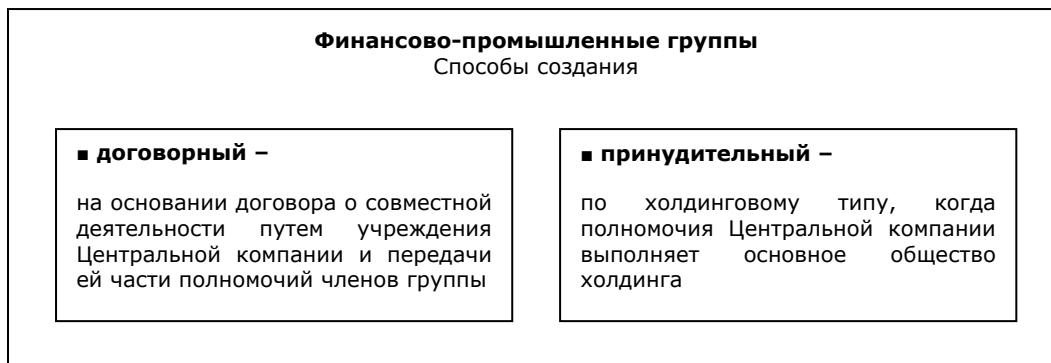 Финансово-промышленные группы
Способы создания
■ договорный –
на основании договора о совместной
деятельности путем учреждения
Центральной компании и передачи
ей части полномочий членов группы
■ принудительный –
по холдинговому типу, когда
полномочия Центральной компании
выполняет основное общество
холдинга